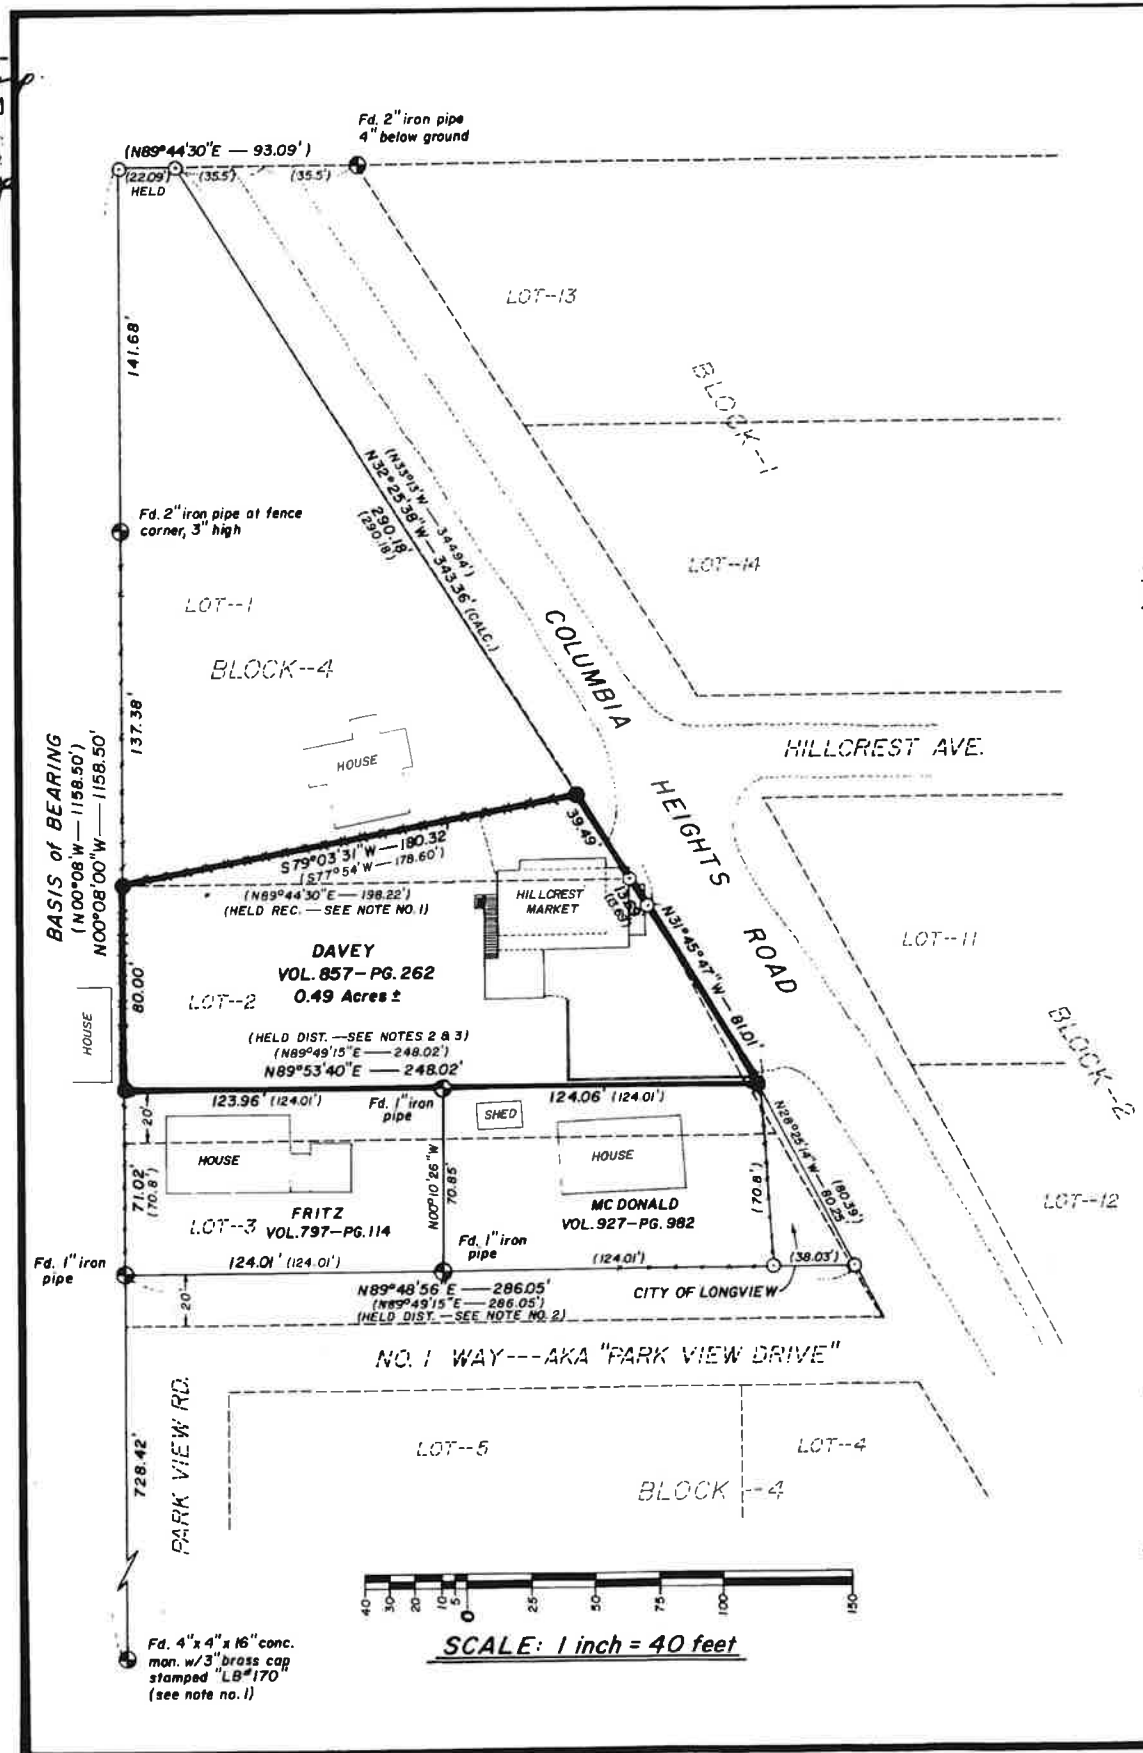 Fd. 2" iron pipe
4" below ground
(N89°44'30"E — 93.09')
(22.09')
(35.5')
(35.5')
HELD
LOT--13
141.68'
BLOCK--1
(N33°13'W — 344.94')
N32°25'38"W — 343.36' (CALC.)
290.18'
(290.18)
Fd. 2" iron pipe at fence
corner, 3" high
LOT--14
LOT--1
BLOCK--4
COLUMBIA
HEIGHTS
ROAD
137.38'
HILLCREST AVE.
BASIS of BEARING
(N00°08'W — 1158.50')
N00°08'00"W — 1158.50'
HOUSE
39.49'
S79°03'31"W — 180.32'
(S77°54'W — 178.60')
(N89°44'30"E — 198.22')
(HELD REC. — SEE NOTE NO. 1)
HILLCREST
MARKET
13.69'
(13.69')
N31°45'47"W — 81.01'
DAVEY
VOL. 857-PG. 262
0.49 Acres ±
LOT--2
80.00'
HOUSE
LOT--11
BLOCK--2
(HELD DIST. — SEE NOTES 2 & 3)
(N89°49'15"E — 248.02')
N89°53'40"E — 248.02'
123.96' (124.01')
Fd. 1" iron
pipe
124.06' (124.01')
20'
SHED
HOUSE
HOUSE
N28°25'14"W — 80.25
(80.39')
71.02'
(70.8')
N00°10'26"W
70.85'
(70.8')
FRITZ
VOL. 797-PG. 114
LOT--3
MC DONALD
VOL. 927-PG. 982
LOT--12
Fd. 1" iron
pipe
124.01' (124.01')
Fd. 1" iron
pipe
(124.01')
(38.03')
N89°48'56"E — 286.05'
(N89°49'15"E — 286.05')
(HELD DIST. — SEE NOTE NO. 2)
CITY OF LONGVIEW
20'
NO. 1 WAY---AKA "PARK VIEW DRIVE"
PARK VIEW RD.
728.42'
LOT--5
LOT--4
BLOCK--4
40
30
20
10
5
0
25
50
75
100
150
SCALE: 1 inch = 40 feet
Fd. 4" x 4" x 16" conc.
mon. w/ 3" brass cap
stamped "LB#170"
(see note no. 1)